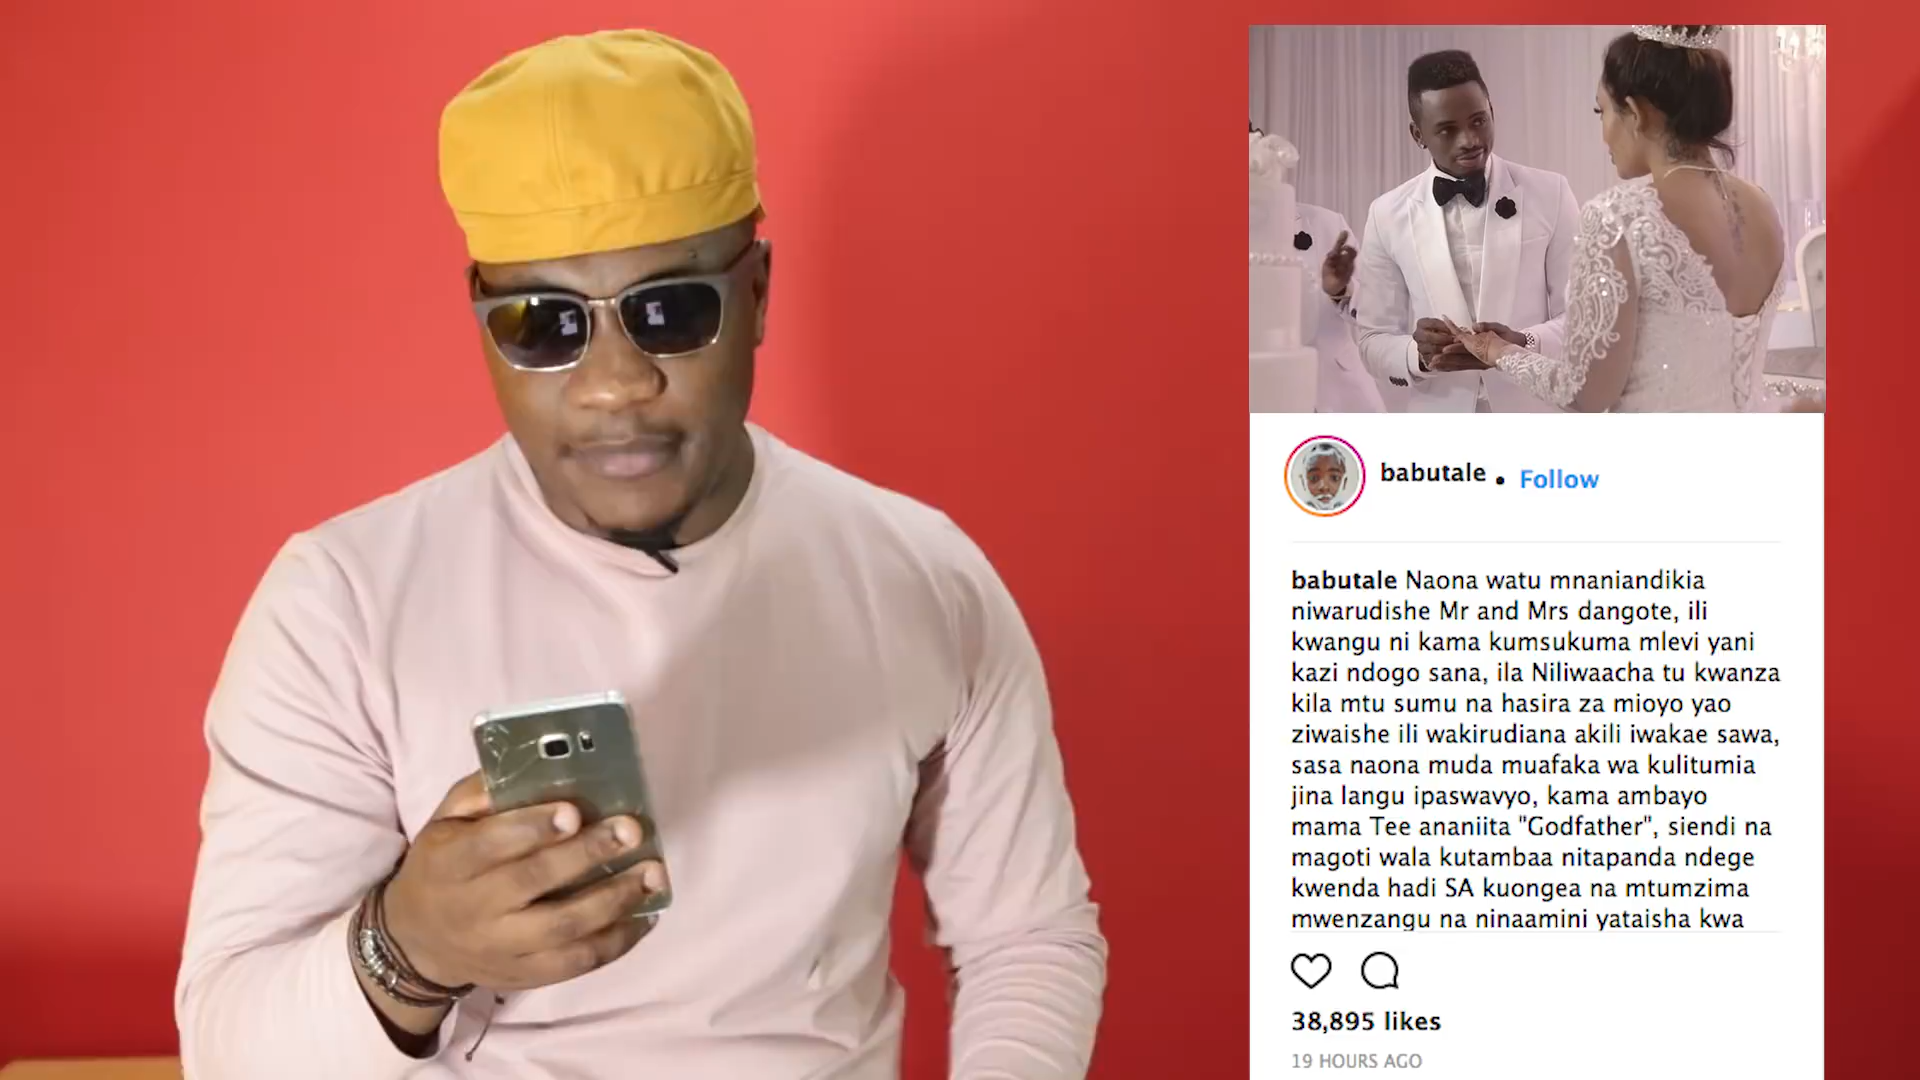 babutale • Follow
babutale Naona watu mnaniandikia
niwarudishe Mr and Mrs dangote, ili
kwangu ni kama kumsukuma mlevi yani
kazi ndogo sana, ila Niliwaacha tu kwanza
kila mtu sumu na hasira za mioyo yao
ziwaishe ili wakirudiana akili iwakae sawa,
sasa naona muda muafaka wa kulitumia
jina langu ipaswavyo, kama ambayo
mama Tee ananiita "Godfather", siendi na
magoti wala kutambaa nitapanda ndege
kwenda hadi SA kuongea na mtumzima
mwenzangu na ninaamini yataisha kwa
38,895 likes
19 HOURS AGO